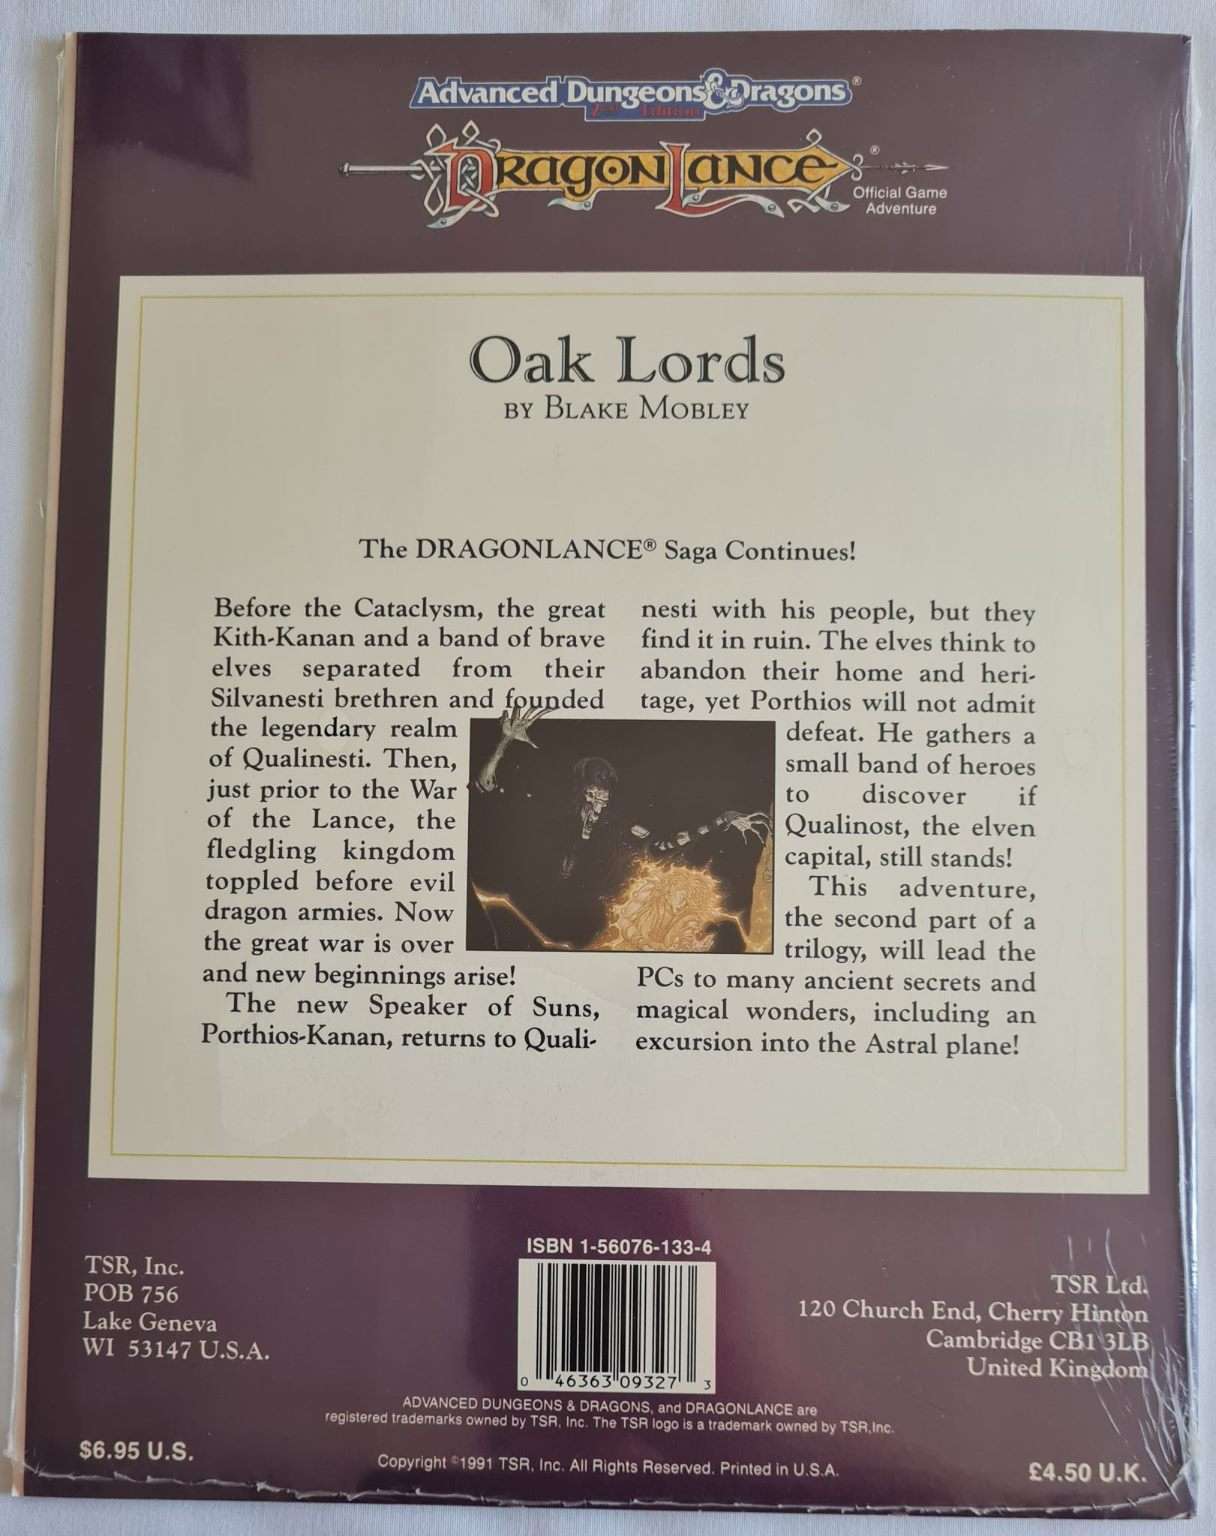 Advanced Dungeons & Dragons®
2nd Edition
DRAGONLANCE®
Official Game
Adventure
Oak Lords
BY BLAKE MOBLEY
The DRAGONLANCE® Saga Continues!
Before the Cataclysm, the great
Kith-Kanan and a band of brave
elves separated from their
Silvanesti brethren and founded
the legendary realm
of Qualinesti. Then,
just prior to the War
of the Lance, the
fledgling kingdom
toppled before evil
dragon armies. Now
the great war is over
and new beginnings arise!
The new Speaker of Suns,
Porthios-Kanan, returns to Quali-
nesti with his people, but they
find it in ruin. The elves think to
abandon their home and heri-
tage, yet Porthios will not admit
defeat. He gathers a
small band of heroes
to discover if
Qualinost, the elven
capital, still stands!
This adventure,
the second part of a
trilogy, will lead the
PCs to many ancient secrets and
magical wonders, including an
excursion into the Astral plane!
TSR, Inc.
POB 756
Lake Geneva
WI 53147 U.S.A.
ISBN 1-56076-133-4
0 46363 09327 3
TSR Ltd.
120 Church End, Cherry Hinton
Cambridge CB1 3LB
United Kingdom
ADVANCED DUNGEONS & DRAGONS, and DRAGONLANCE are
registered trademarks owned by TSR, Inc. The TSR logo is a trademark owned by TSR,Inc.
$6.95 U.S.
Copyright ©1991 TSR, Inc. All Rights Reserved. Printed in U.S.A.
£4.50 U.K.